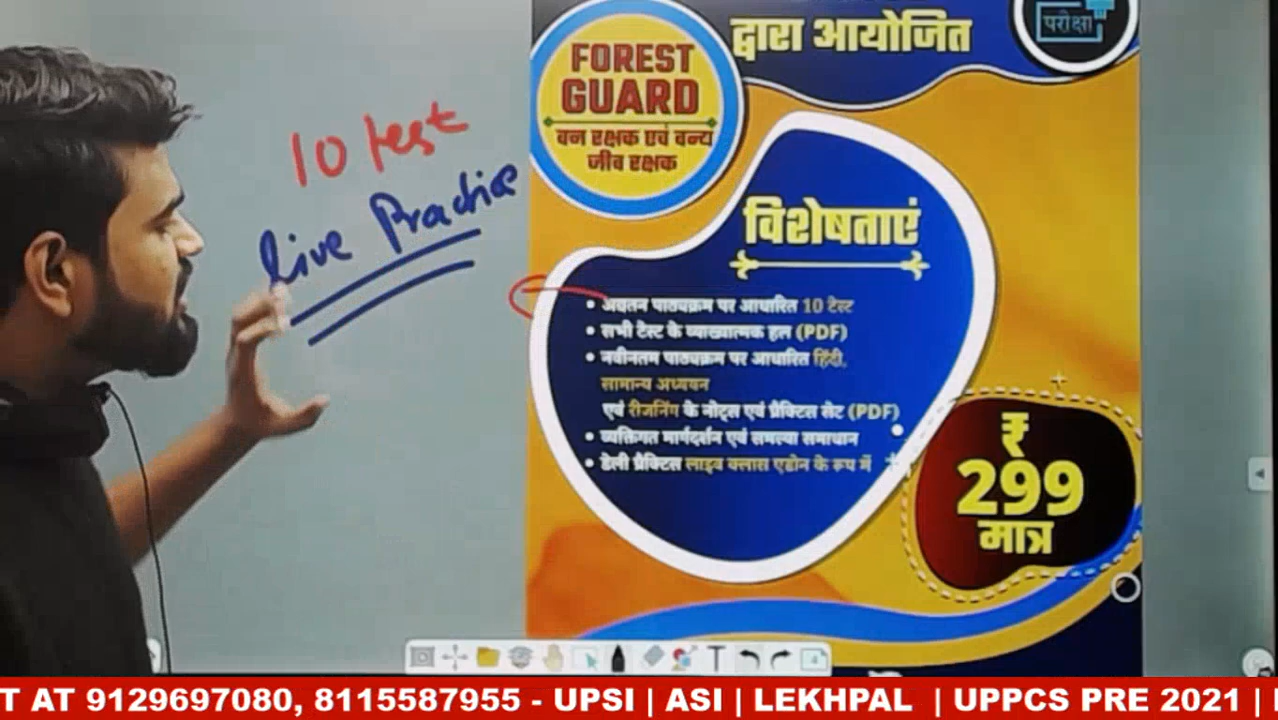 द्वारा आयोजित
परीक्षा
FOREST
GUARD
वन रक्षक एवं वन्य
जीव रक्षक
10 test
live Practice
विशेषताएं
• अद्यतन पाठ्यक्रम पर आधारित 10 टेस्ट
• सभी टेस्ट के व्याख्यात्मक हल (PDF)
• नवीनतम पाठ्यक्रम पर आधारित हिंदी,
सामान्य अध्ययन
एवं रीजनिंग के नोट्स एवं प्रैक्टिस सेट (PDF)
• व्यक्तिगत मार्गदर्शन एवं समस्या समाधान
• डेली प्रैक्टिस लाइव क्लास एडोन के रूप में
₹
299
मात्र
T AT 9129697080, 8115587955 - UPSI | ASI | LEKHPAL | UPPCS PRE 2021 |